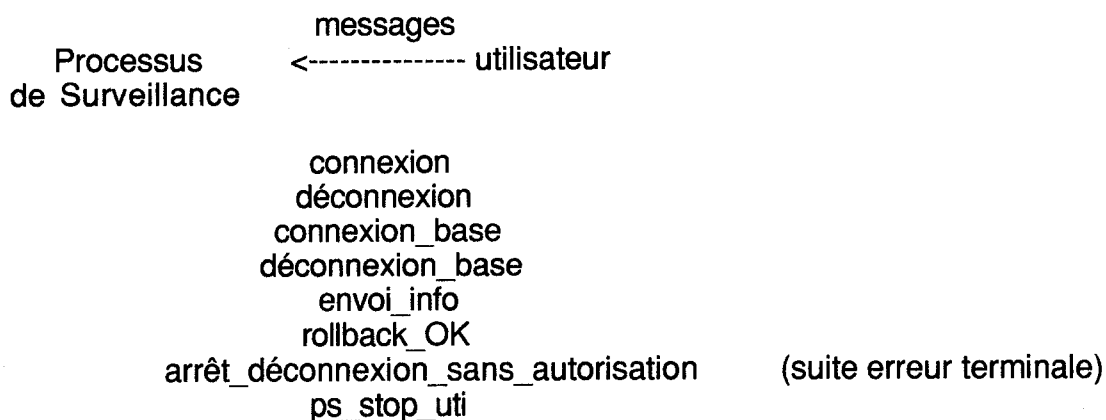 messages
Processus <--------------- utilisateur
de Surveillance
connexion
déconnexion
connexion_base
déconnexion_base
envoi_info
rollback_OK
arrêt_déconnexion_sans_autorisation (suite erreur terminale)
ps_stop_uti